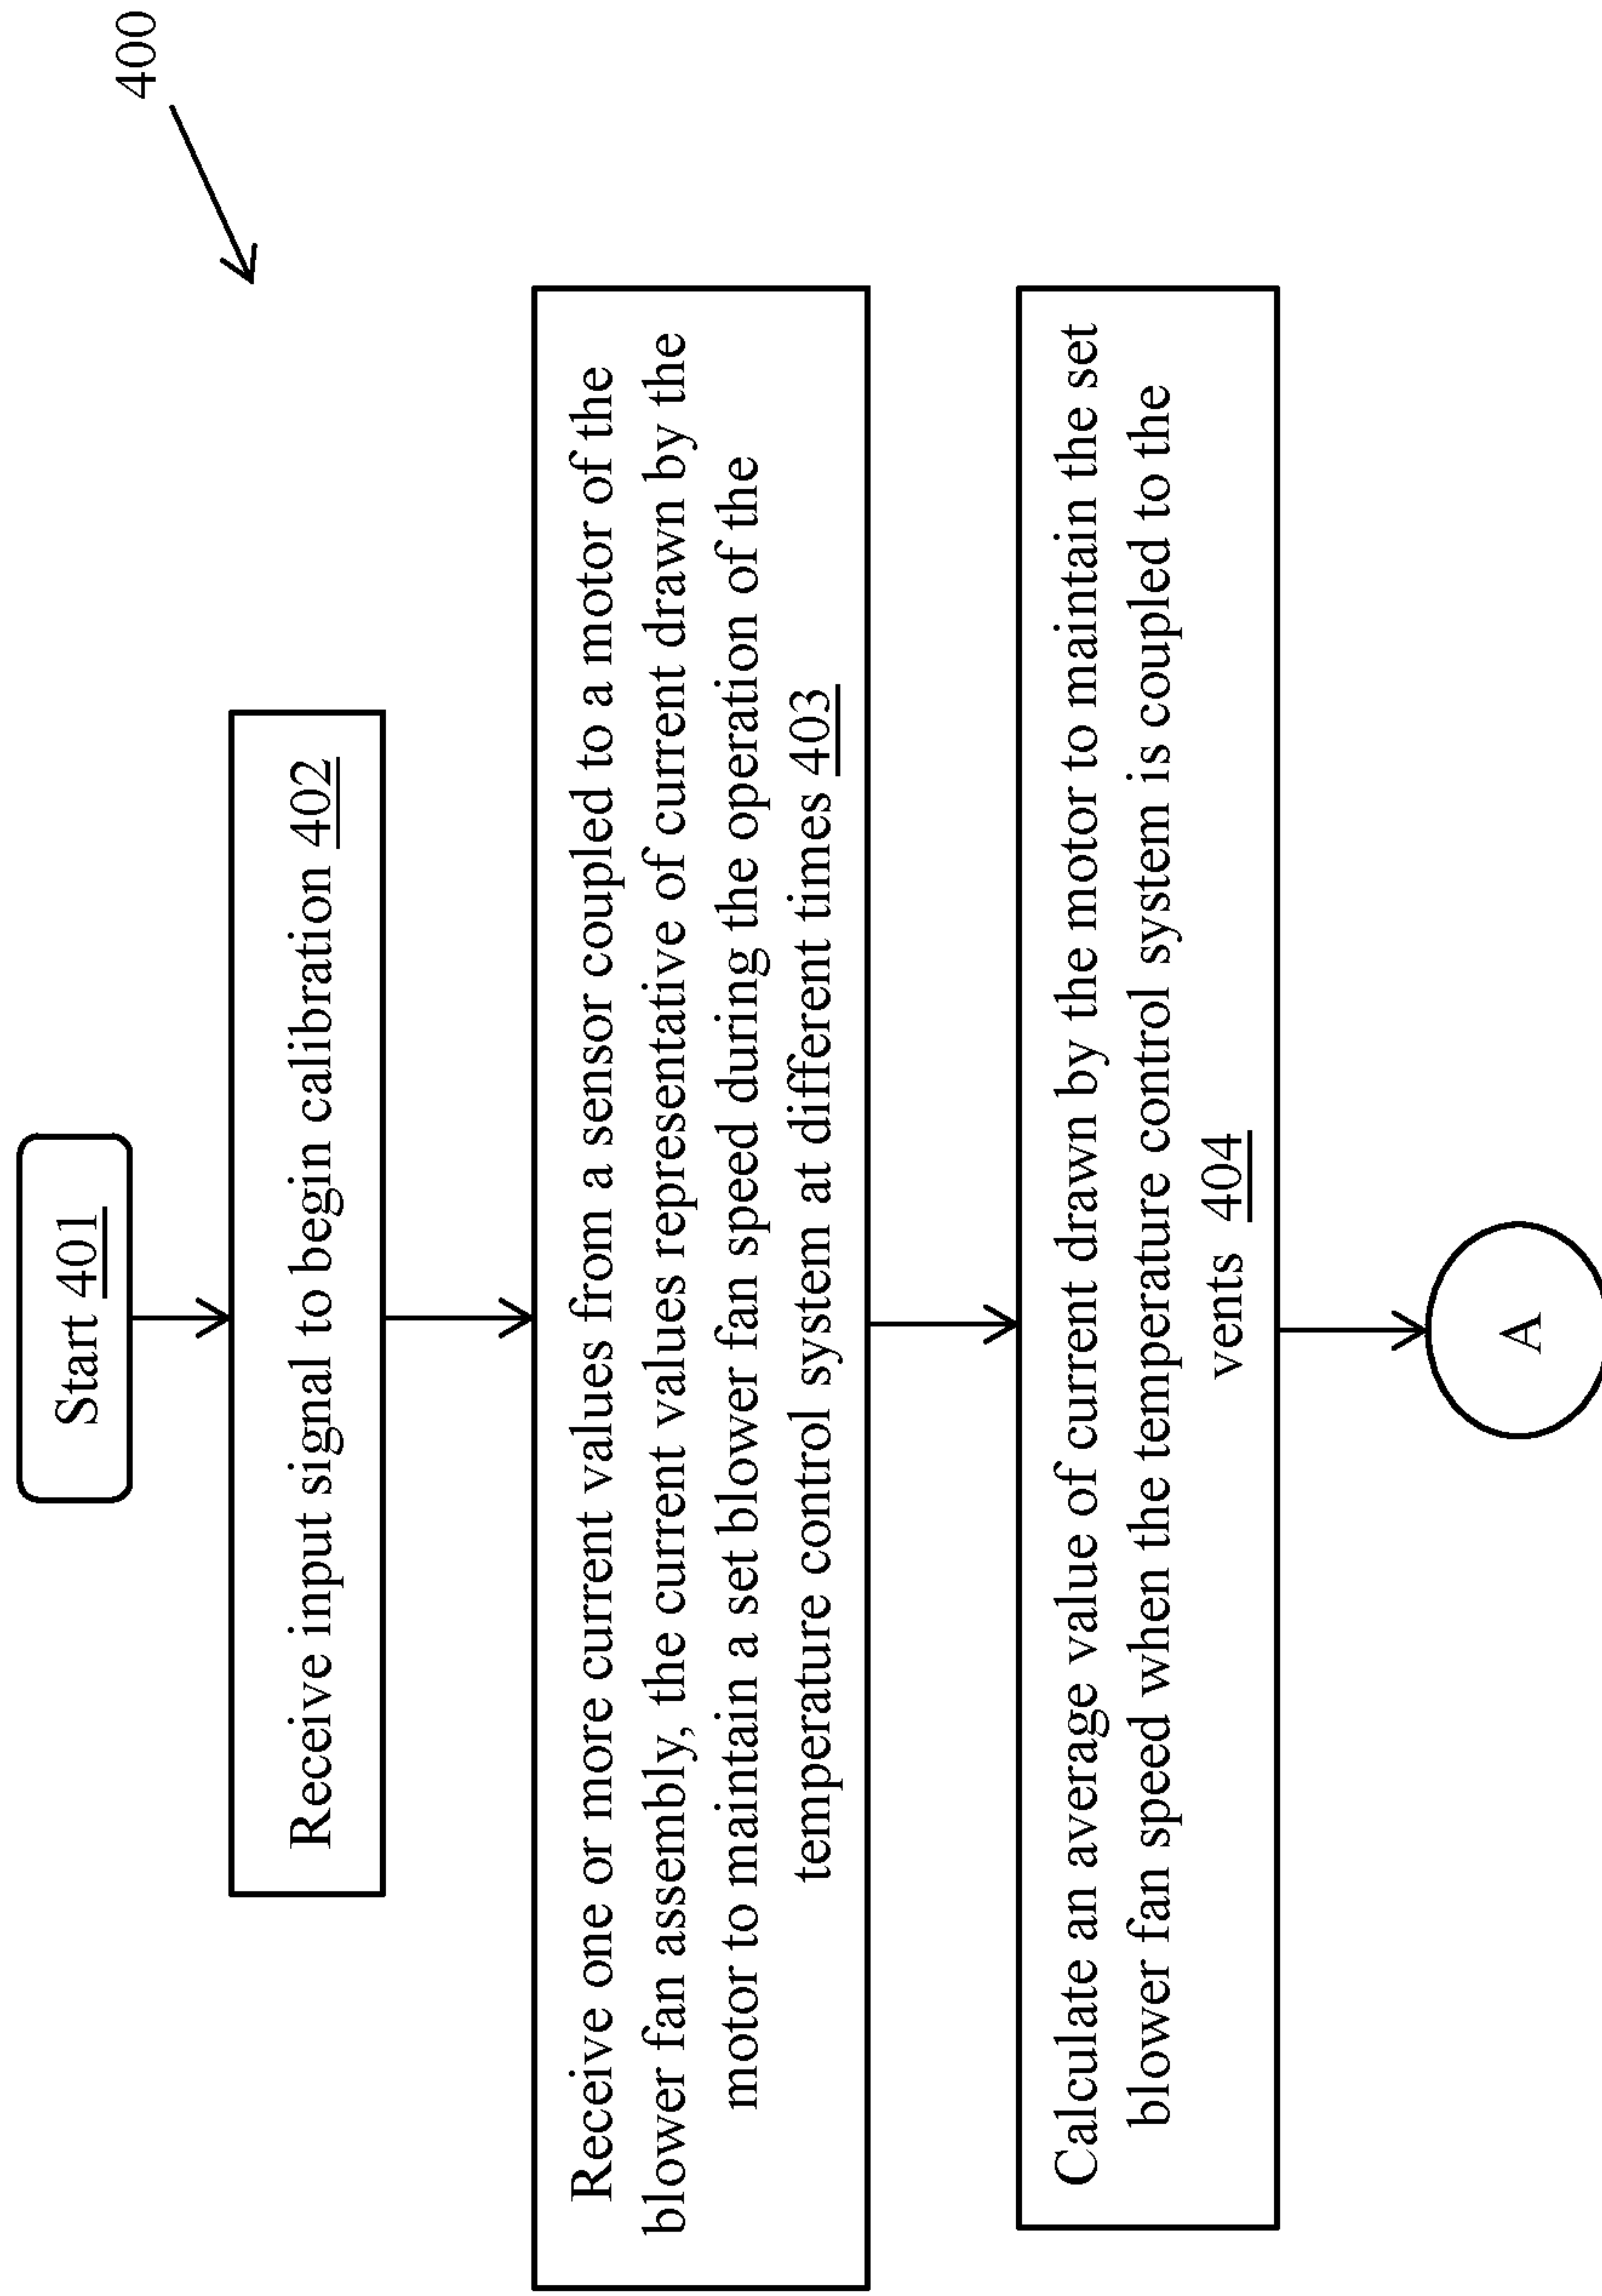 400
Start 401
Receive input signal to begin calibration 402
Receive one or more current values from a sensor coupled to a motor of the
blower fan assembly, the current values representative of current drawn by the
motor to maintain a set blower fan speed during the operation of the
temperature control system at different times 403
Calculate an average value of current drawn by the motor to maintain the set
blower fan speed when the temperature control system is coupled to the
vents 404
A